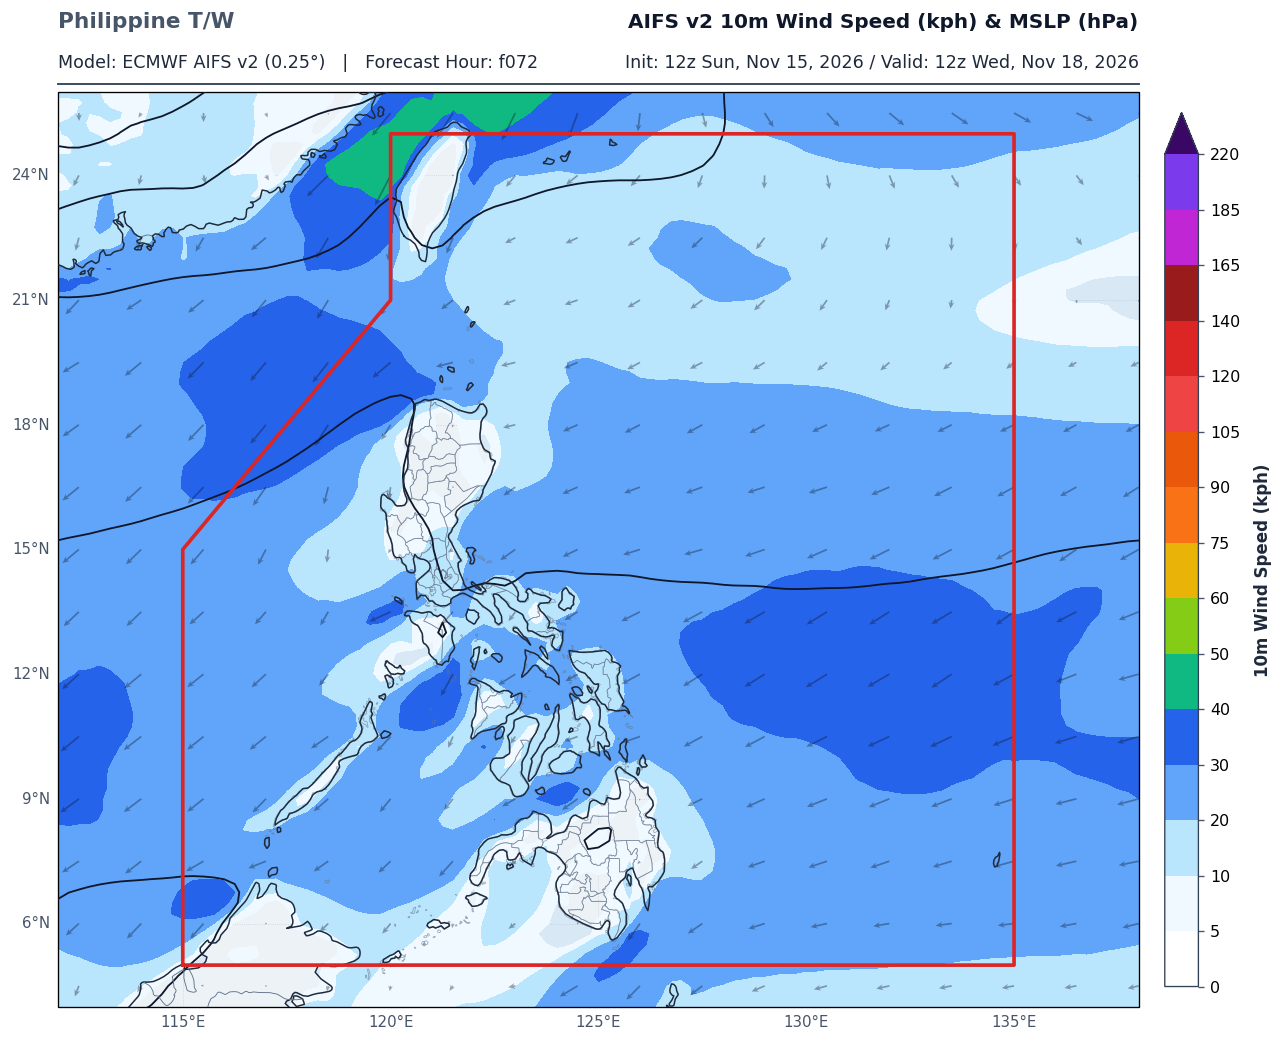 Philippine T/W
AIFS v2 10m Wind Speed (kph) & MSLP (hPa)
Model: ECMWF AIFS v2 (0.25°)   |   Forecast Hour: f072
Init: 12z Sun, Nov 15, 2026 / Valid: 12z Wed, Nov 18, 2026
24°N
21°N
18°N
15°N
12°N
9°N
6°N
115°E
120°E
125°E
130°E
135°E
220
185
165
140
120
105
90
75
60
50
40
30
20
10
5
0
10m Wind Speed (kph)